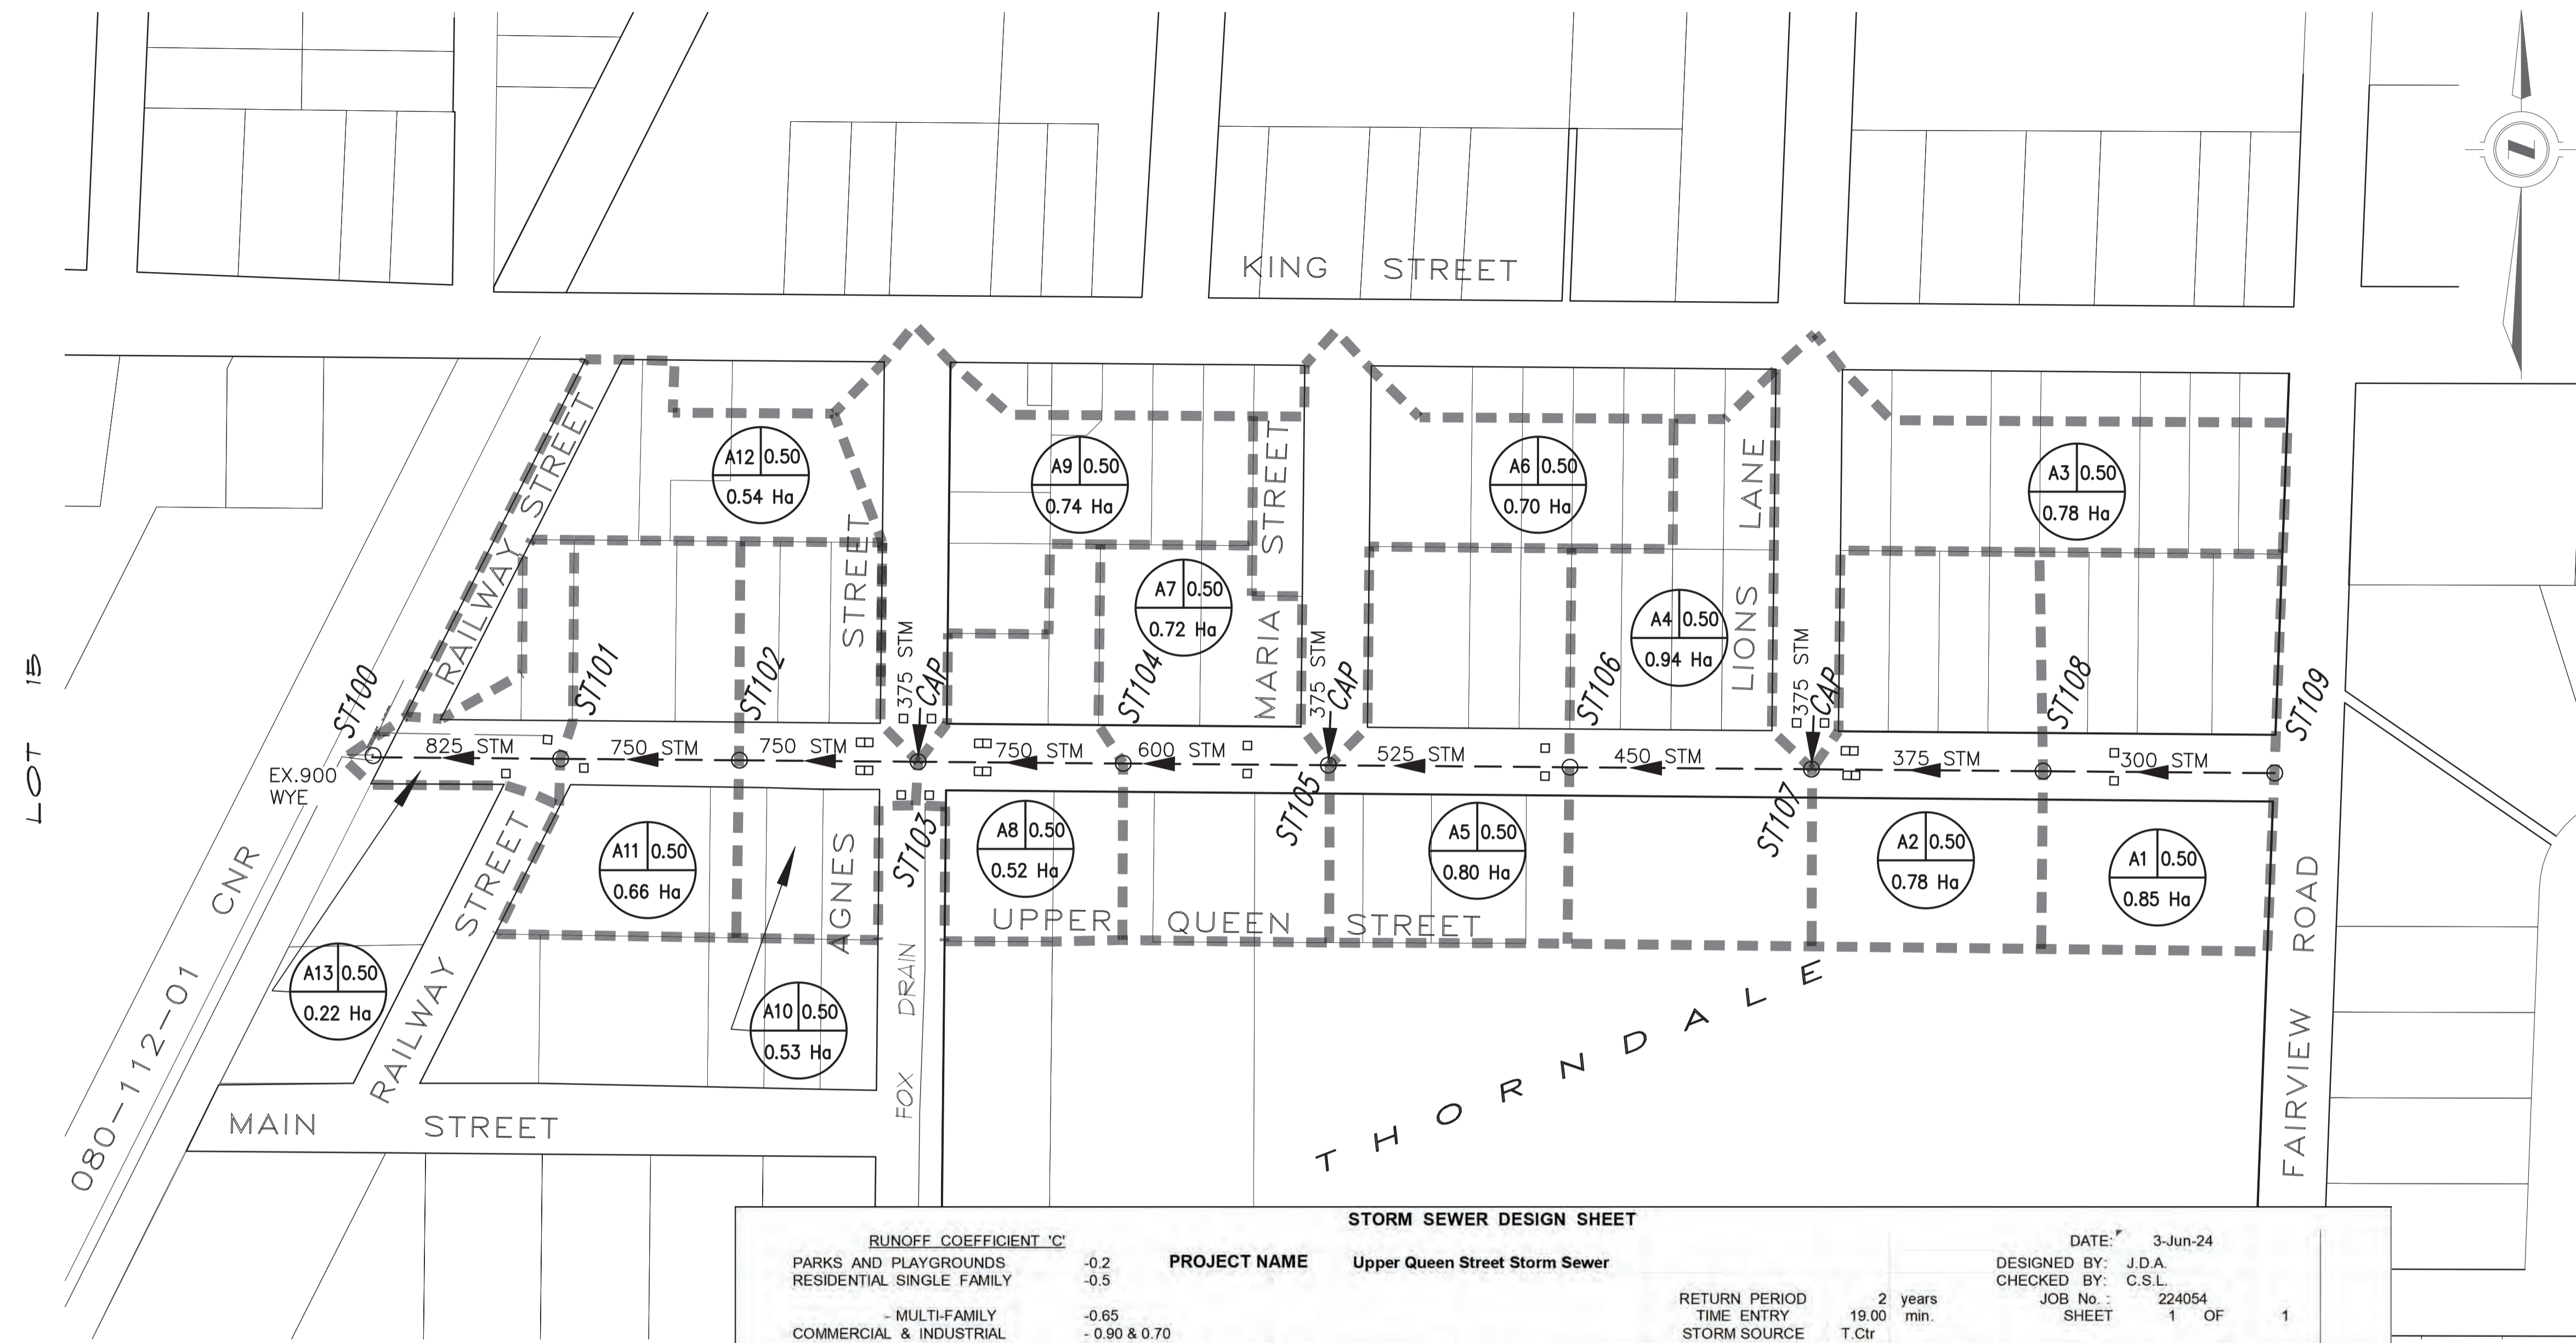 KING STREET
RAILWAY STREET
A12 0.50
0.54 Ha
A9 0.50
0.74 Ha
MARIA STREET
A6 0.50
0.70 Ha
LIONS LANE
A3 0.50
0.78 Ha
A7 0.50
0.72 Ha
A4 0.50
0.94 Ha
LOT 15
ST100
ST101
ST102
375 STM
CAP
ST104
375 STM
CAP
ST106
375 STM
CAP
ST108
ST109
825 STM
750 STM
750 STM
750 STM
600 STM
525 STM
450 STM
375 STM
300 STM
EX.900
WYE
ST103
ST105
ST107
080-112-01 CNR
RAILWAY STREET
A11 0.50
0.66 Ha
AGNES STREET
A8 0.50
0.52 Ha
A5 0.50
0.80 Ha
A2 0.50
0.78 Ha
A1 0.50
0.85 Ha
UPPER QUEEN STREET
A13 0.50
0.22 Ha
A10 0.50
0.53 Ha
FOX DRAIN
THORNDALE
FAIRVIEW ROAD
MAIN STREET
STORM SEWER DESIGN SHEET
RUNOFF COEFFICIENT 'C'
DATE: 3-Jun-24
PARKS AND PLAYGROUNDS -0.2 PROJECT NAME Upper Queen Street Storm Sewer
DESIGNED BY: J.D.A.
RESIDENTIAL SINGLE FAMILY -0.5
CHECKED BY: C.S.L.
RETURN PERIOD 2 years JOB No. : 224054
- MULTI-FAMILY -0.65
TIME ENTRY 19.00 min. SHEET 1 OF 1
COMMERCIAL & INDUSTRIAL - 0.90 & 0.70
STORM SOURCE T.Ctr
N